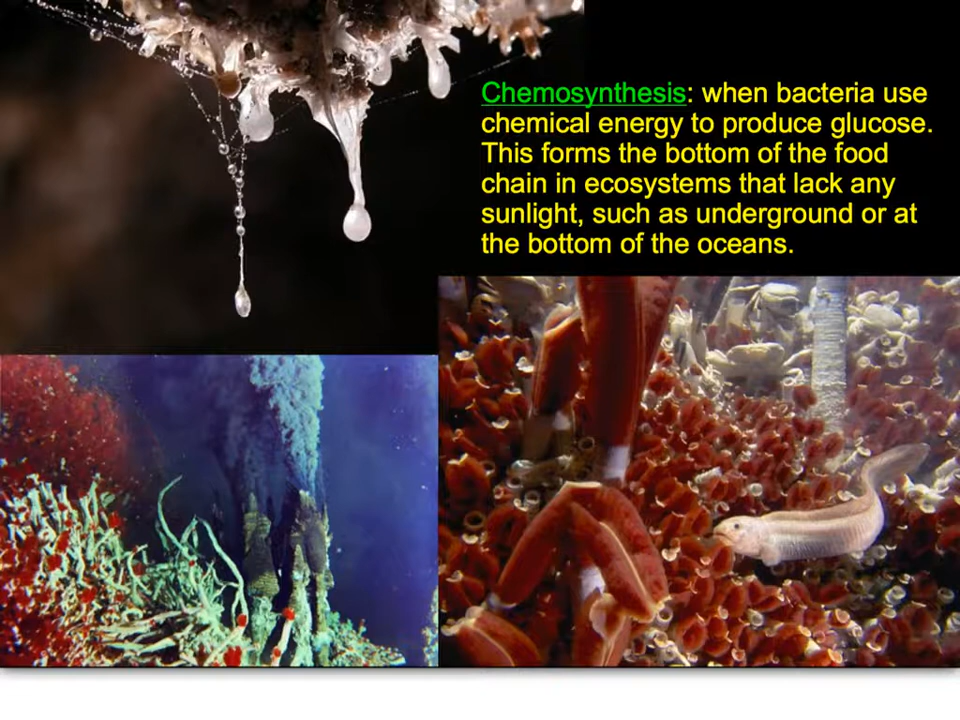 Chemosynthesis: when bacteria use
chemical energy to produce glucose.
This forms the bottom of the food
chain in ecosystems that lack any
sunlight, such as underground or at
the bottom of the oceans.